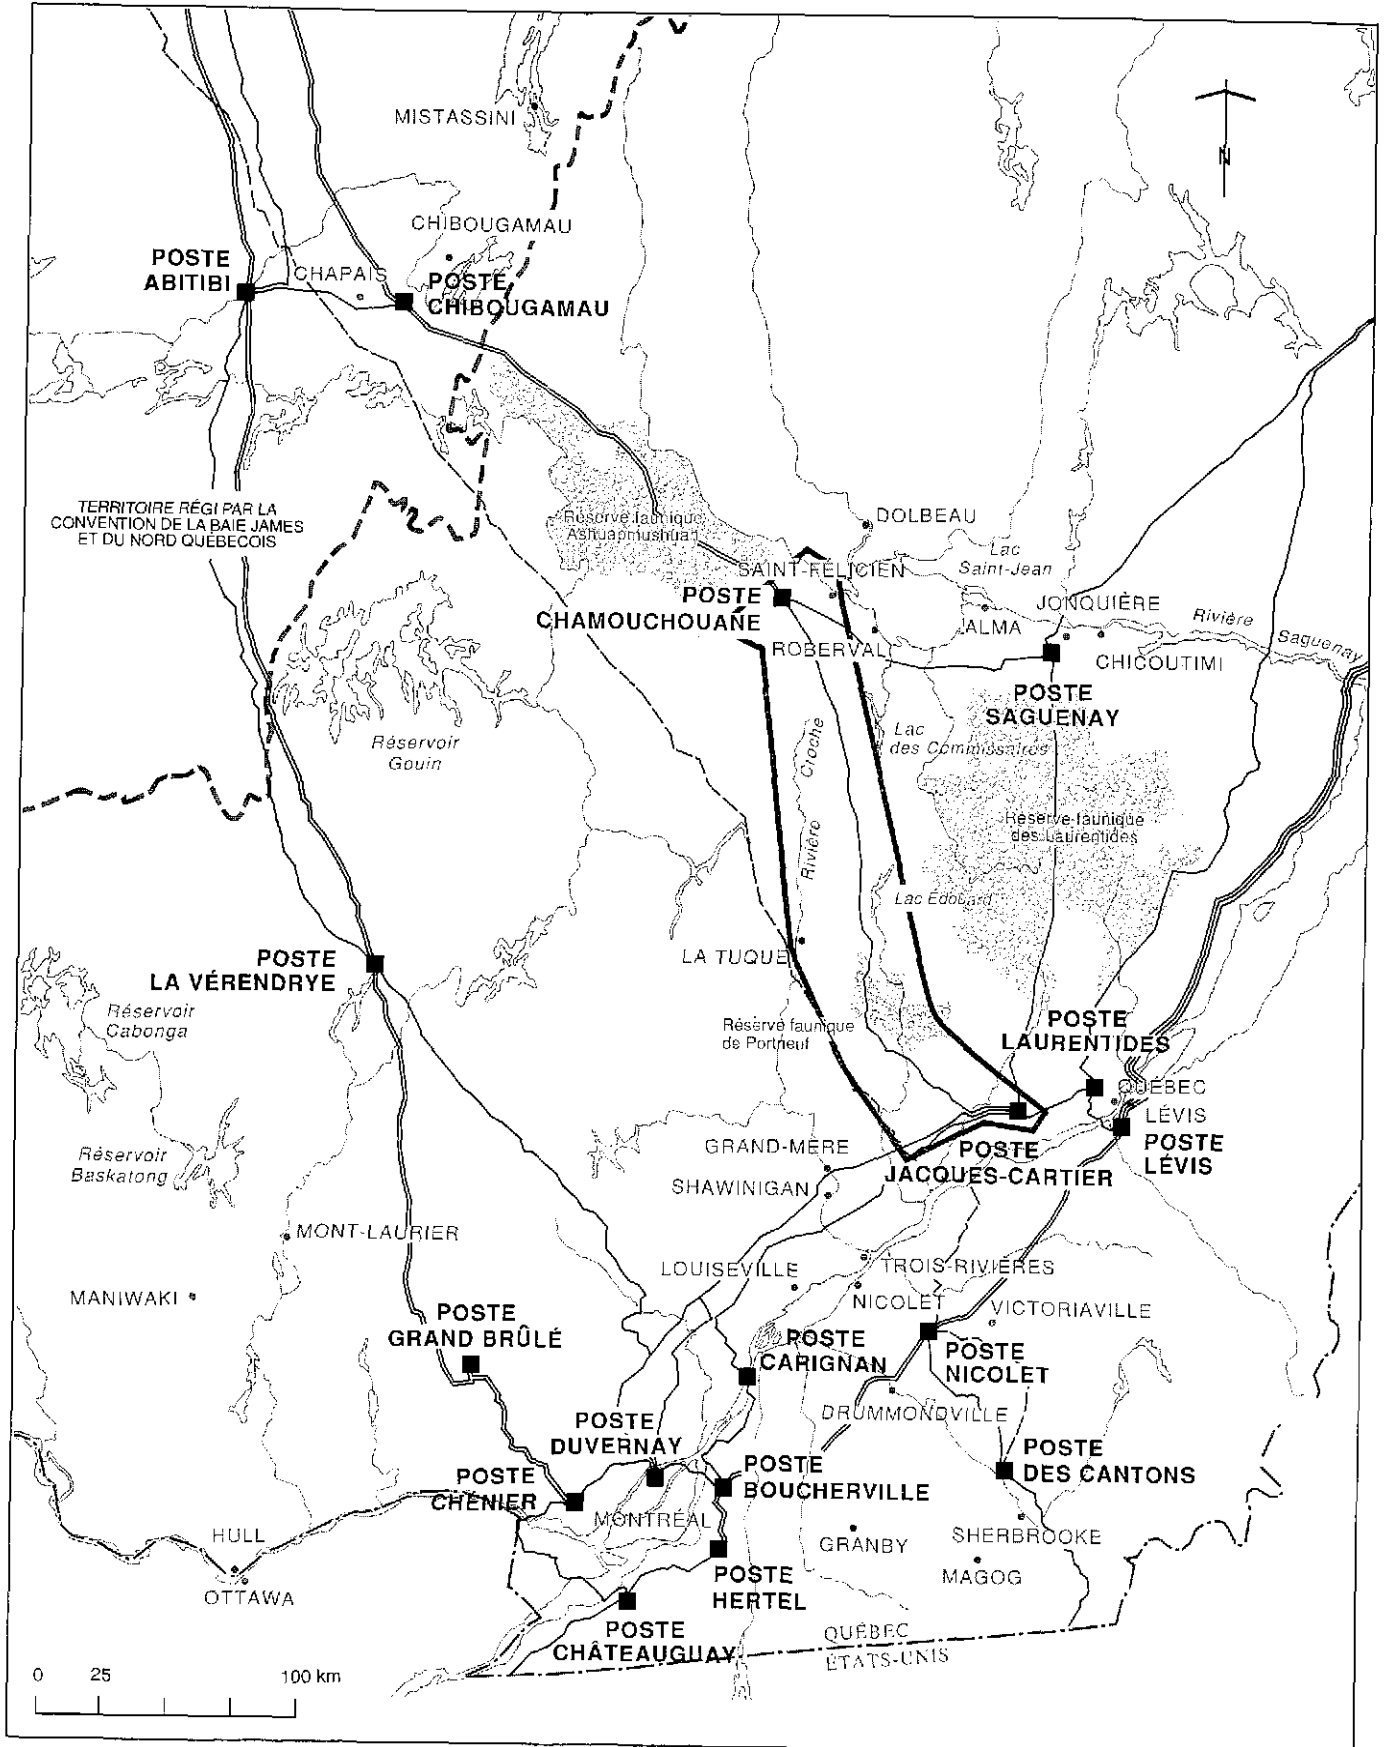 MISTASSINI
N
CHIBOUGAMAU
POSTE
ABITIBI
CHAPAIS
POSTE
CHIBOUGAMAU
TERRITOIRE RÉGI PAR LA
CONVENTION DE LA BAIE JAMES
ET DU NORD QUÉBECOIS
Réserve faunique
Ashuapmushuan
DOLBEAU
Lac
Saint-Jean
SAINT-FÉLICIEN
POSTE
CHAMOUCHOUANE
JONQUIÈRE
ALMA
Rivière Saguenay
ROBERVAL
CHICOUTIMI
POSTE
SAGUENAY
Réservoir
Gouin
Rivière Croche
Lac
des Commissaires
Réserve faunique
des Laurentides
Lac Edouard
LA TUQUE
POSTE
LA VÉRENDRYE
Réservoir
Cabonga
Réserve faunique
de Portneuf
POSTE
LAURENTIDES
QUÉBEC
LÉVIS
POSTE
LÉVIS
GRAND-MÈRE
POSTE
JACQUES-CARTIER
SHAWINIGAN
Réservoir
Baskatong
MONT-LAURIER
LOUISEVILLE
TROIS-RIVIÈRES
MANIWAKI
NICOLET
VICTORIAVILLE
POSTE
GRAND BRÛLÉ
POSTE
CARIGNAN
POSTE
NICOLET
DRUMMONDVILLE
POSTE
DUVERNAY
POSTE
DES CANTONS
POSTE
CHÉNIER
POSTE
BOUCHERVILLE
MONTRÉAL
HULL
GRANBY
SHERBROOKE
OTTAWA
MAGOG
POSTE
HERTEL
POSTE
CHÂTEAUGUAY
QUÉBEC
ÉTATS-UNIS
0 25 100 km